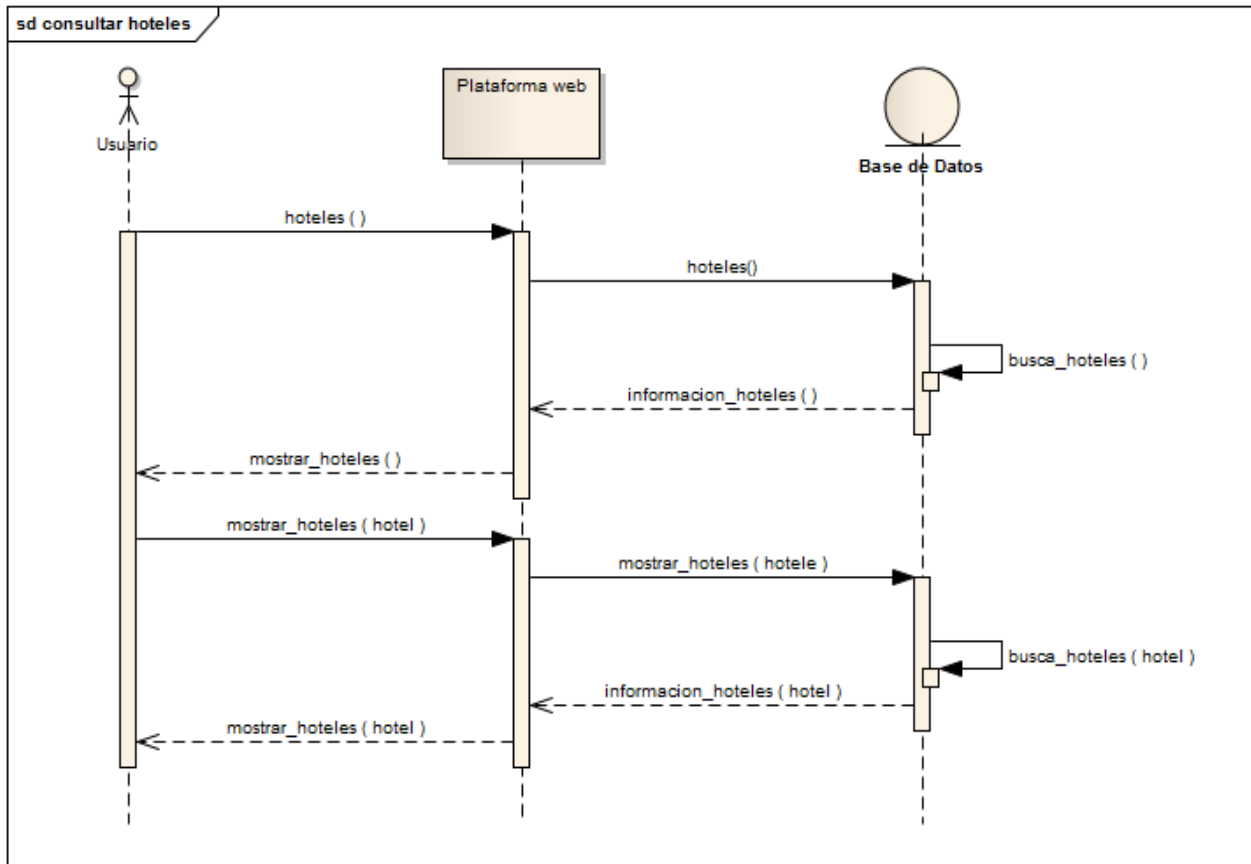 sd consultar hoteles
Usuario
Plataforma web
Base de Datos
hoteles ( )
hoteles()
busca_hoteles ( )
informacion_hoteles ( )
mostrar_hoteles ( )
mostrar_hoteles ( hotel )
mostrar_hoteles ( hotele )
busca_hoteles ( hotel )
informacion_hoteles ( hotel )
mostrar_hoteles ( hotel )